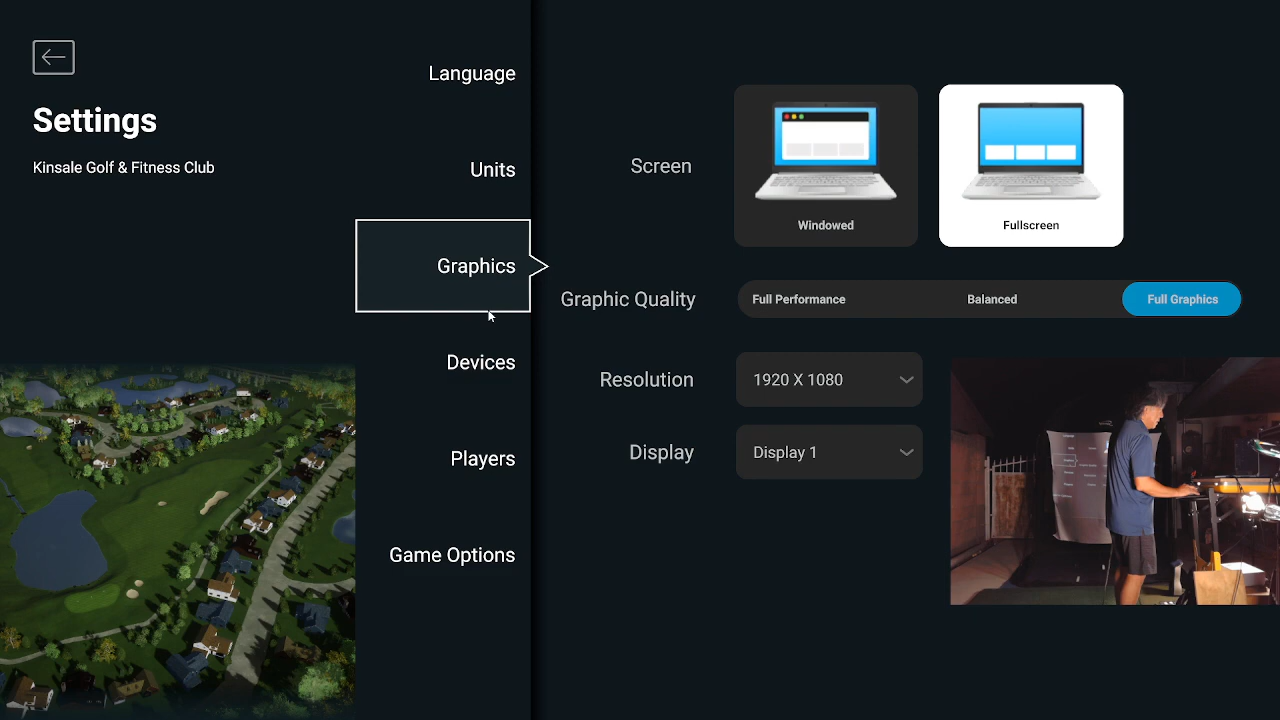 Settings
Kinsale Golf & Fitness Club
Language
Units
Graphics
Devices
Players
Game Options
Screen
Windowed
Fullscreen
Graphic Quality
Full Performance
Balanced
Full Graphics
Resolution
1920 X 1080
Display
Display 1